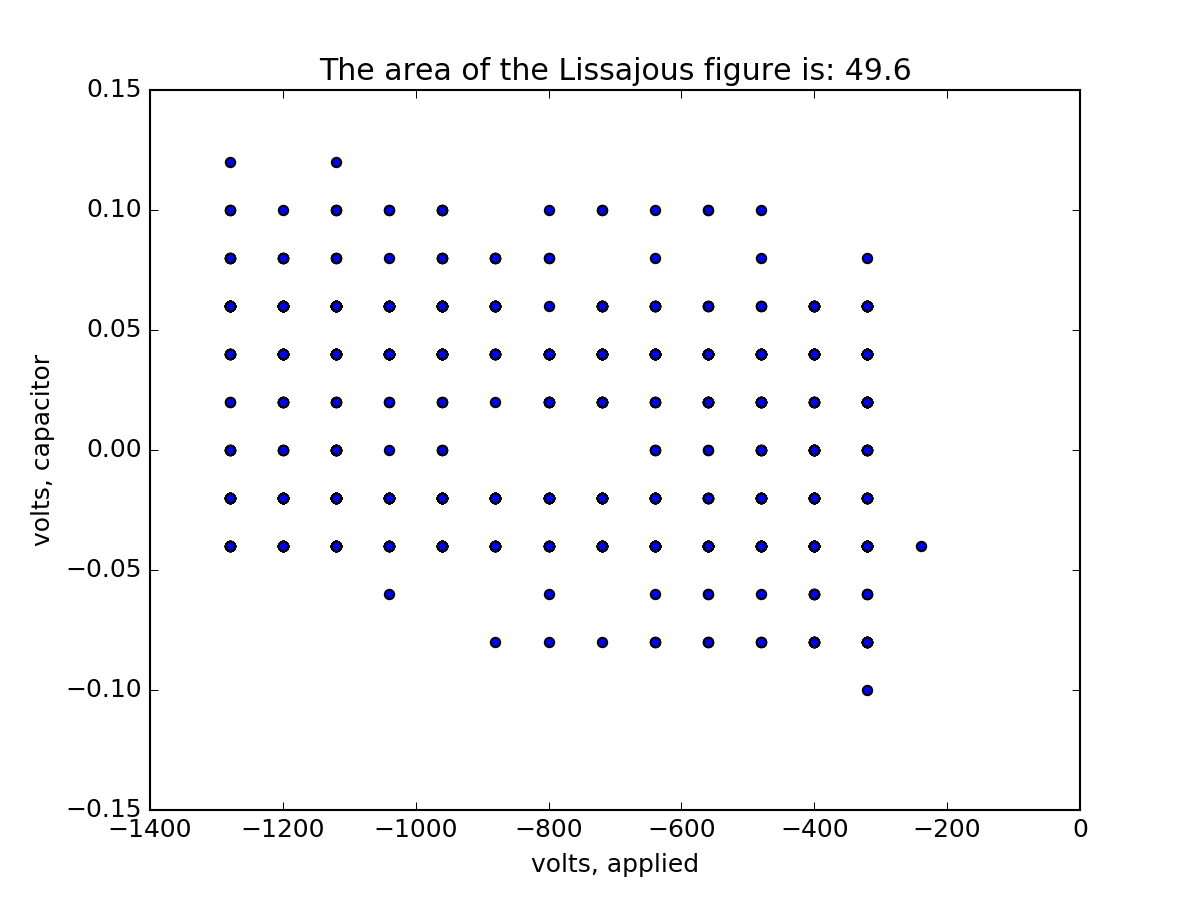 The area of the Lissajous figure is: 49.6
0.15
0.10
0.05
0.00
−0.05
−0.10
−0.15
volts, capacitor
−1400 −1200 −1000 −800 −600 −400 −200 0
volts, applied